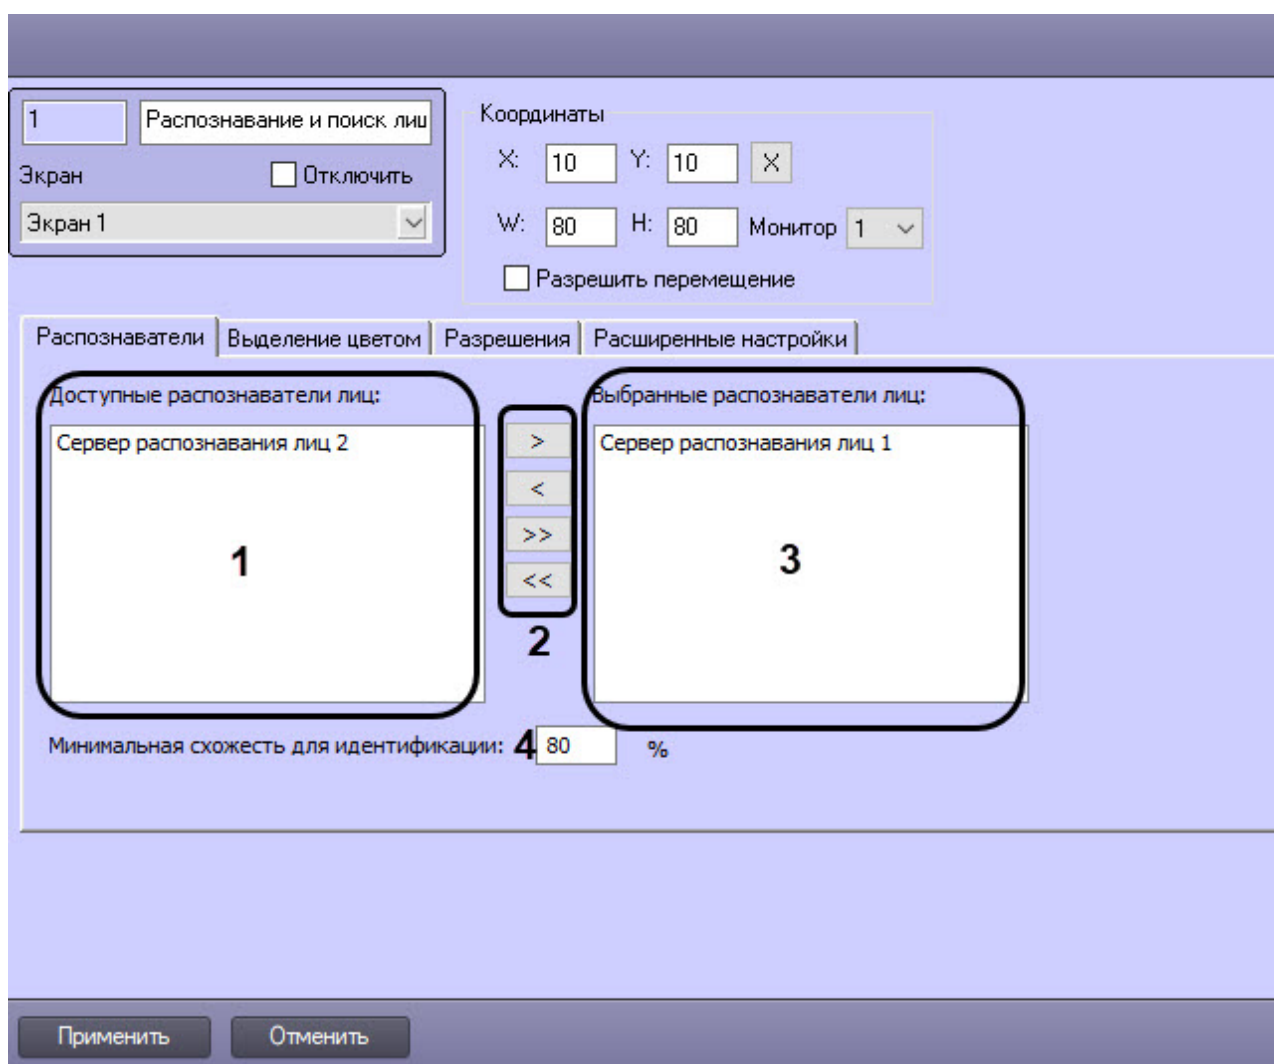 1
Распознавание и поиск лиц
Экран
Отключить
Экран 1
Координаты
X: 10 Y: 10 X
W: 80 H: 80 Монитор 1
Разрешить перемещение
Распознаватели Выделение цветом Разрешения Расширенные настройки
Доступные распознаватели лиц:
Сервер распознавания лиц 2
1
>
<
>>
<<
2
Выбранные распознаватели лиц:
Сервер распознавания лиц 1
3
Минимальная схожесть для идентификации: 4 80 %
Применить Отменить